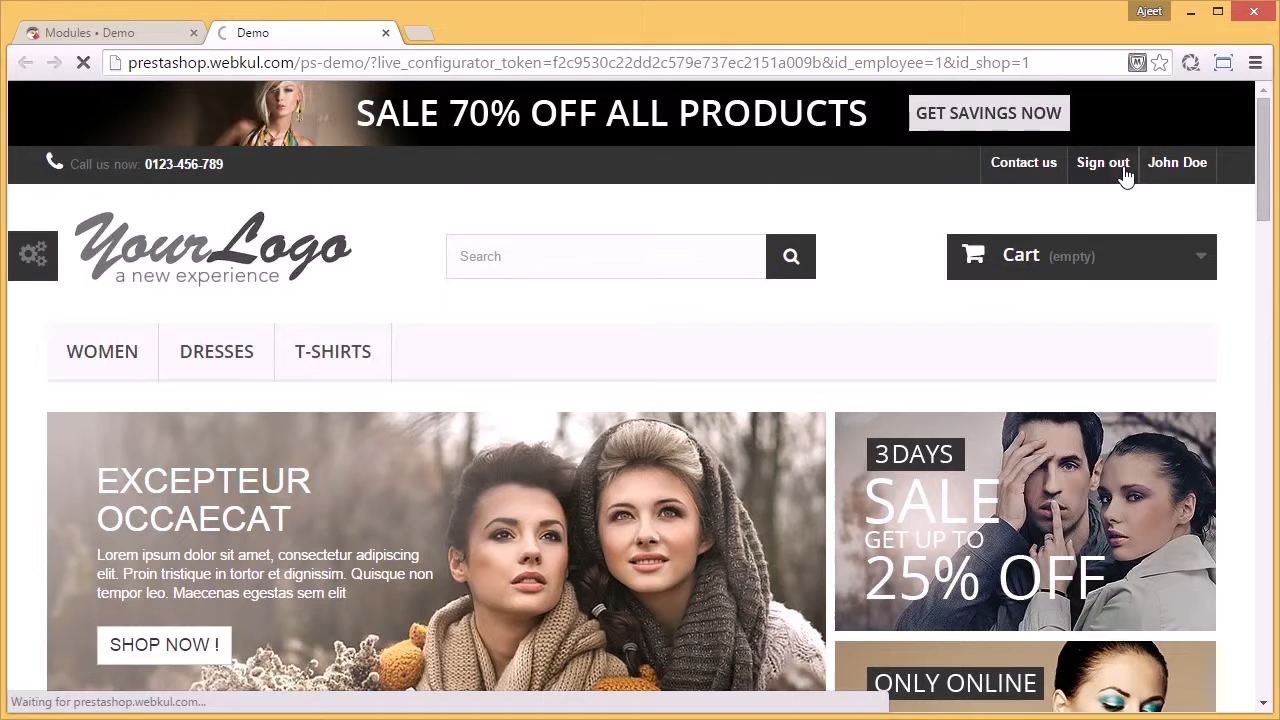 Ajeet
Modules • Demo
Demo
prestashop.webkul.com/ps-demo/?live_configurator_token=f2c9530c22dd2c579e737ec2151a009b&id_employee=1&id_shop=1
SALE 70% OFF ALL PRODUCTS
GET SAVINGS NOW
Call us now: 0123-456-789
Contact us
Sign out
John Doe
YourLogo
a new experience
Search
Cart (empty)
WOMEN
DRESSES
T-SHIRTS
EXCEPTEUR
OCCAECAT
Lorem ipsum dolor sit amet, consectetur adipiscing
elit. Proin tristique in tortor et dignissim. Quisque non
tempor leo. Maecenas egestas sem elit
SHOP NOW !
3 DAYS
SALE
GET UP TO
25% OFF
ONLY ONLINE
Waiting for prestashop.webkul.com...